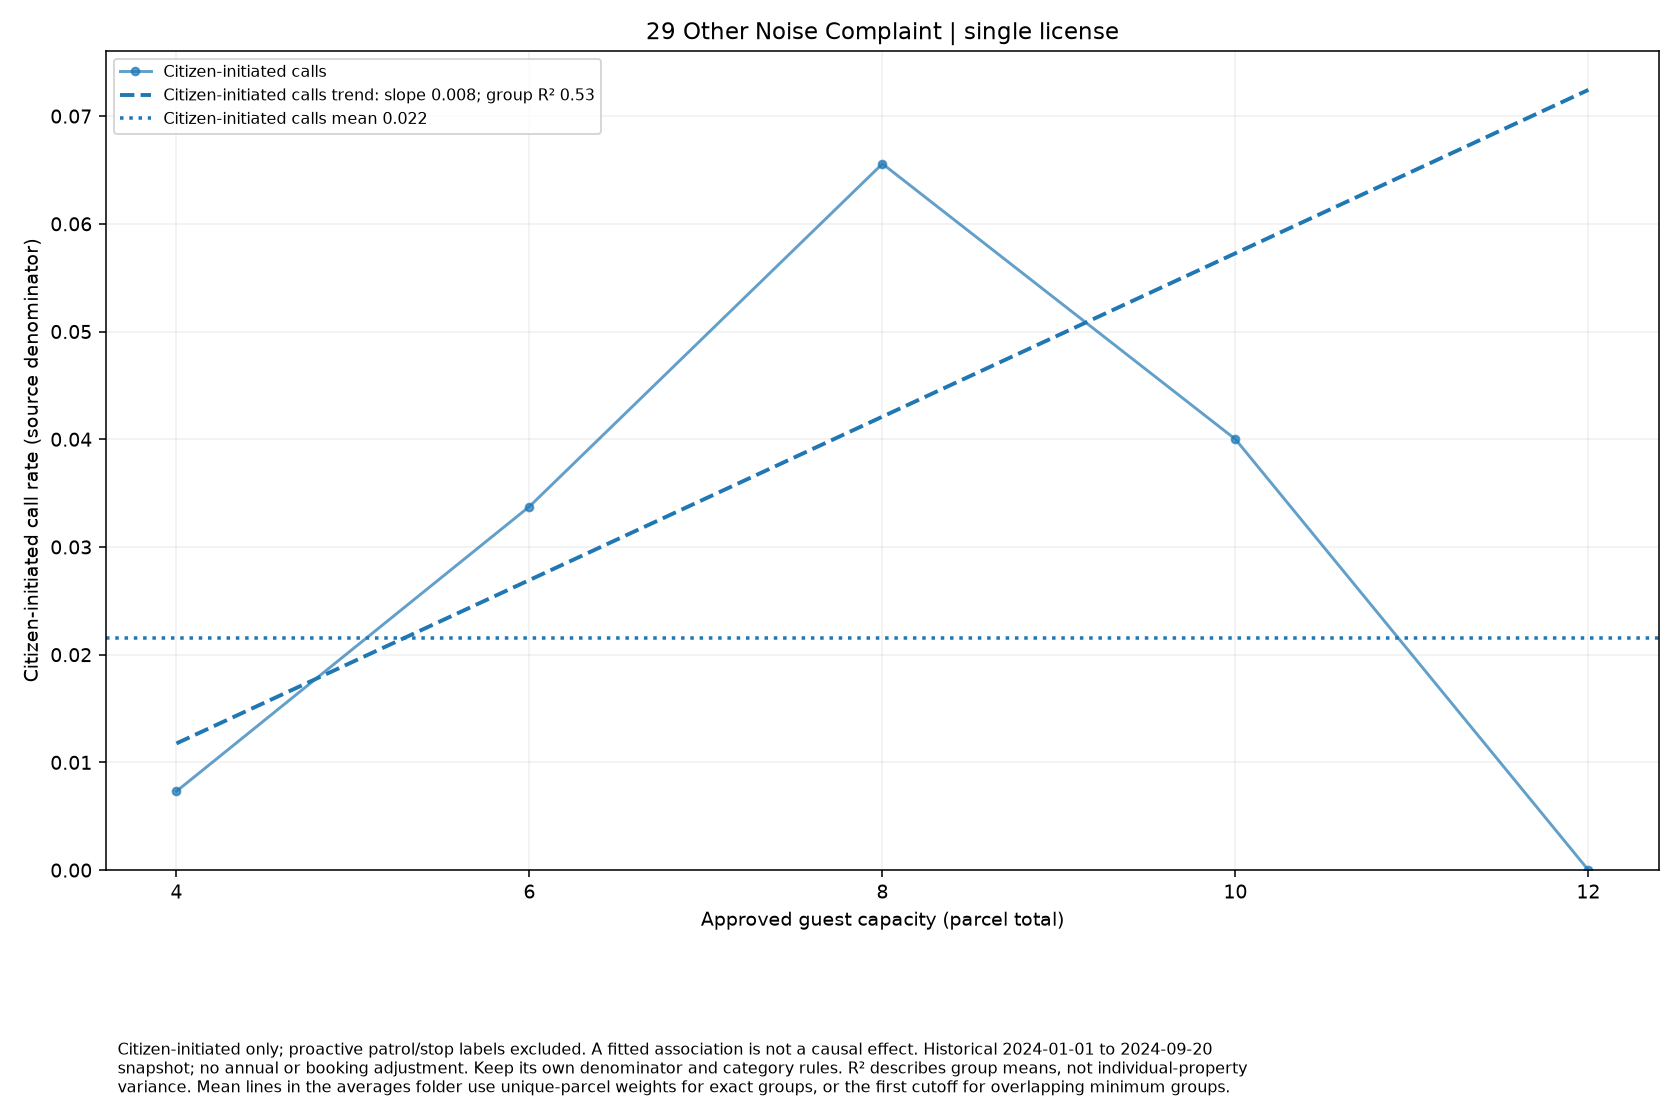 29 Other Noise Complaint | single license
Citizen-initiated calls
Citizen-initiated calls trend: slope 0.008; group R² 0.53
Citizen-initiated calls mean 0.022
Citizen-initiated call rate (source denominator)
0.07
0.06
0.05
0.04
0.03
0.02
0.01
0.00
4 6 8 10 12
Approved guest capacity (parcel total)
Citizen-initiated only; proactive patrol/stop labels excluded. A fitted association is not a causal effect. Historical 2024-01-01 to 2024-09-20
snapshot; no annual or booking adjustment. Keep its own denominator and category rules. R² describes group means, not individual-property
variance. Mean lines in the averages folder use unique-parcel weights for exact groups, or the first cutoff for overlapping minimum groups.